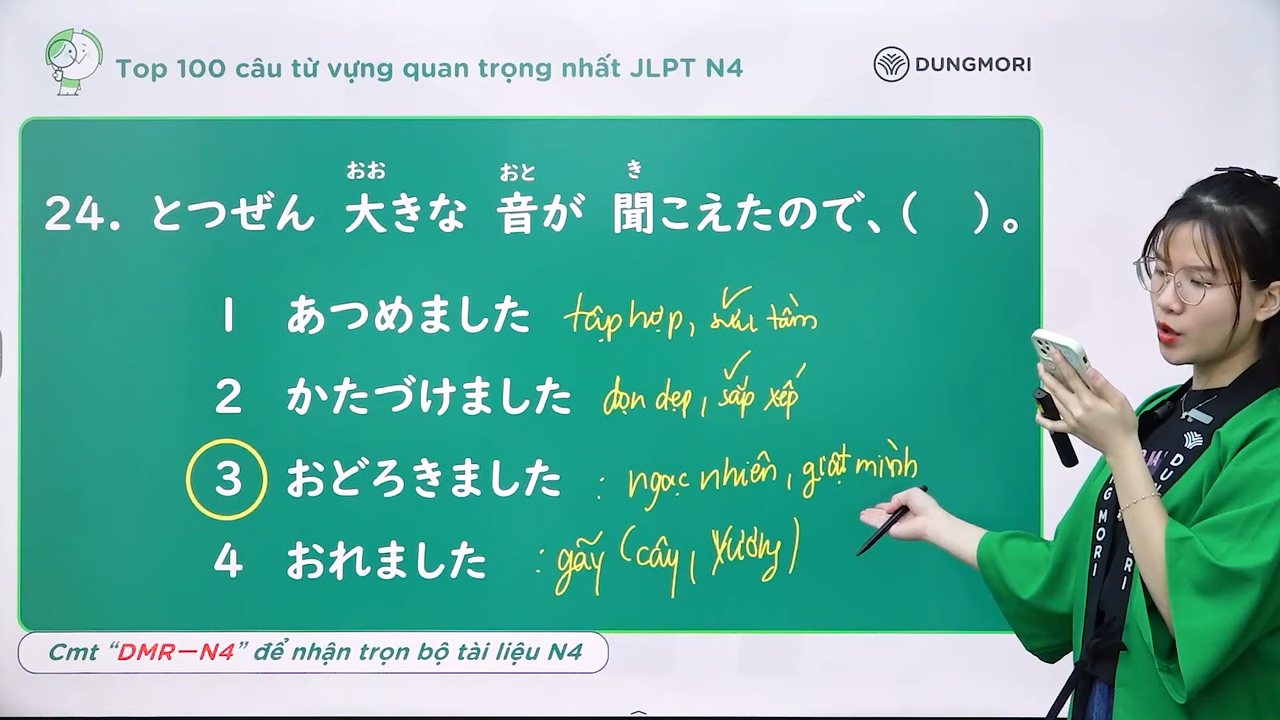 Top 100 câu từ vựng quan trọng nhất JLPT N4
DUNGMORI
おお おと き
24. とつぜん 大きな 音が 聞こえたので、( )。
1 あつめました tập hợp, sưu tầm
2 かたづけました dọn dẹp, sắp xếp
3 おどろきました : ngạc nhiên, giật mình
4 おれました : gãy (cây, xương)
Cmt “DMR—N4” để nhận trọn bộ tài liệu N4